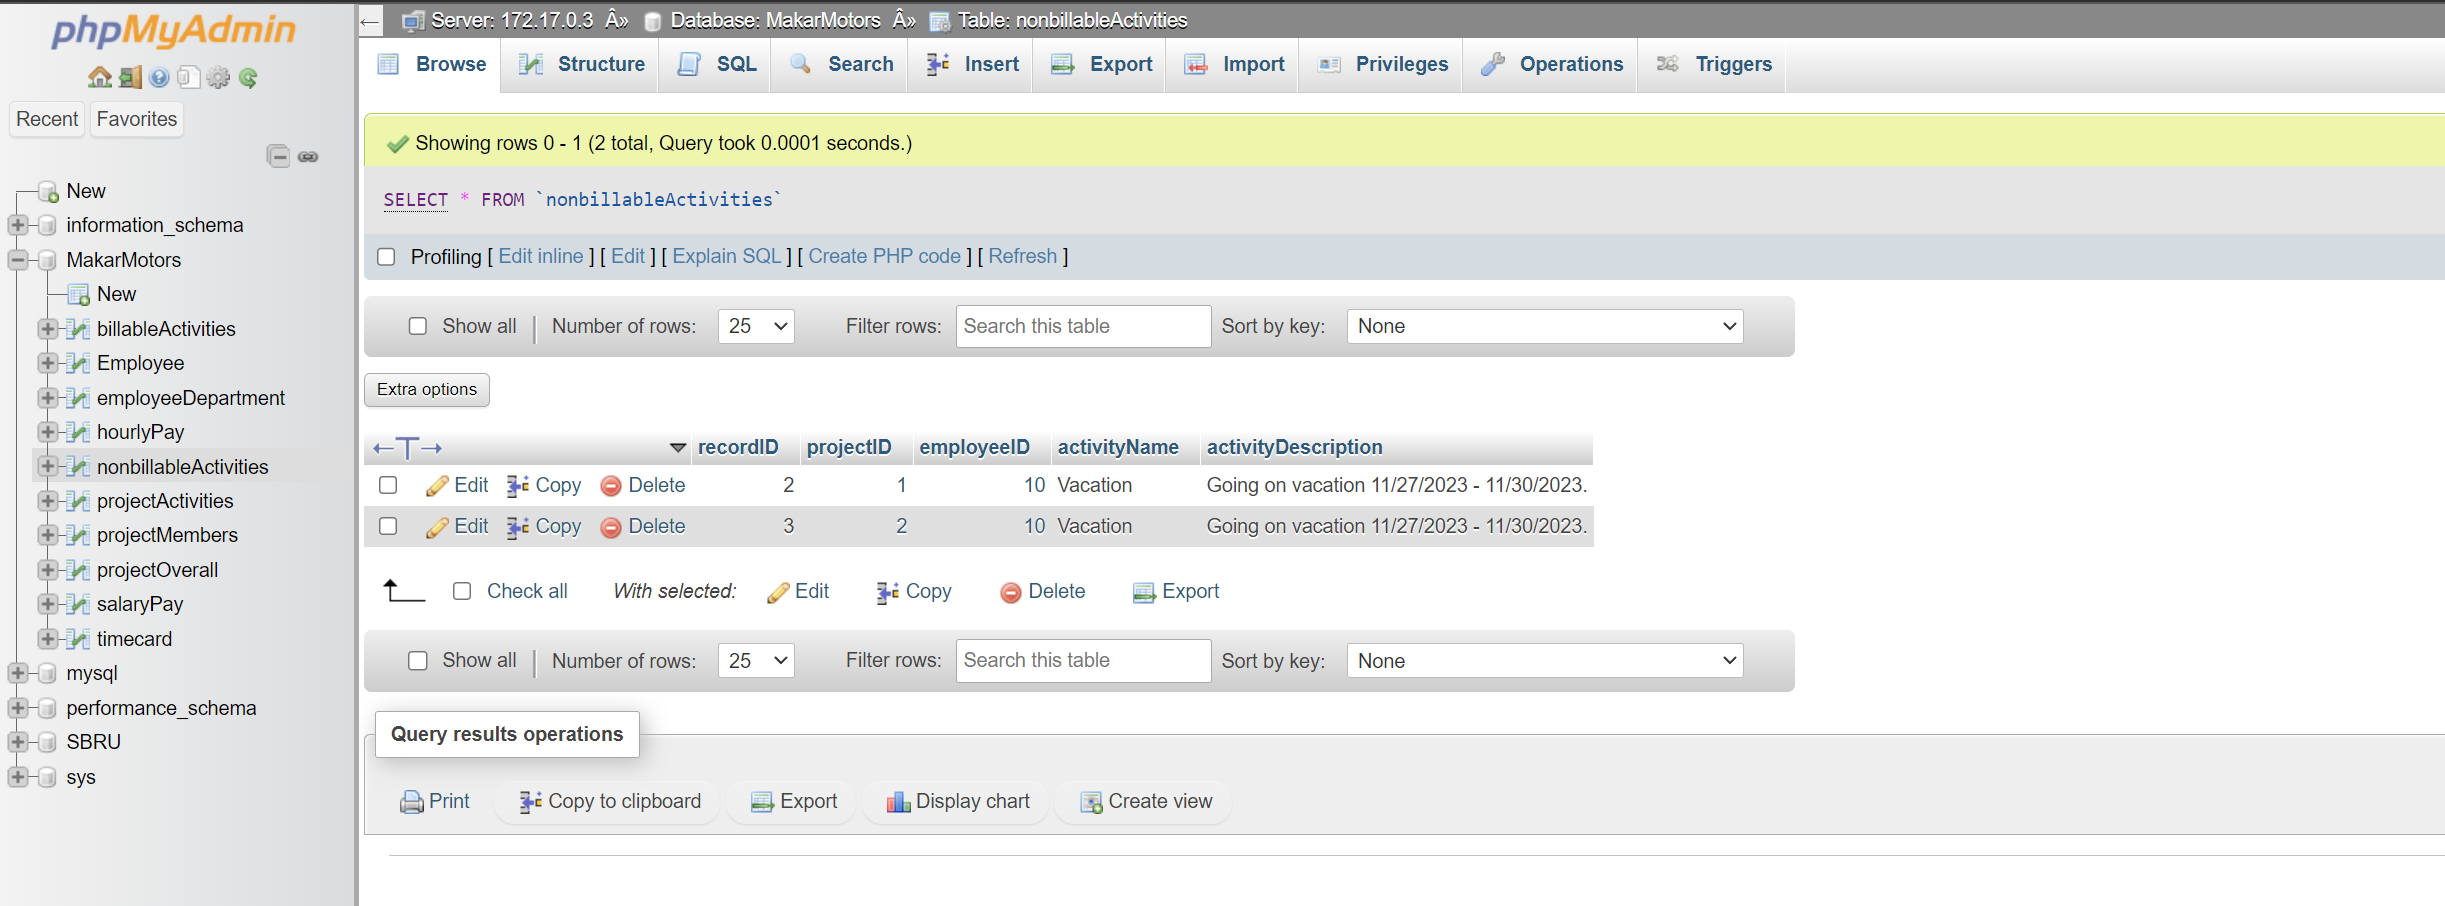 phpMyAdmin
Recent Favorites
New
information_schema
MakarMotors
New
billableActivities
Employee
employeeDepartment
hourlyPay
nonbillableActivities
projectActivities
projectMembers
projectOverall
salaryPay
timecard
mysql
performance_schema
SBRU
sys
Server: 172.17.0.3 Â» Database: MakarMotors Â» Table: nonbillableActivities
Browse Structure SQL Search Insert Export Import Privileges Operations Triggers
Showing rows 0 - 1 (2 total, Query took 0.0001 seconds.)
SELECT * FROM `nonbillableActivities`
Profiling [ Edit inline ] [ Edit ] [ Explain SQL ] [ Create PHP code ] [ Refresh ]
Show all | Number of rows: 25 Filter rows: Search this table Sort by key: None
Extra options
←T→ recordID projectID employeeID activityName activityDescription
Edit Copy Delete 2 1 10 Vacation Going on vacation 11/27/2023 - 11/30/2023.
Edit Copy Delete 3 2 10 Vacation Going on vacation 11/27/2023 - 11/30/2023.
Check all With selected: Edit Copy Delete Export
Show all | Number of rows: 25 Filter rows: Search this table Sort by key: None
Query results operations
Print Copy to clipboard Export Display chart Create view